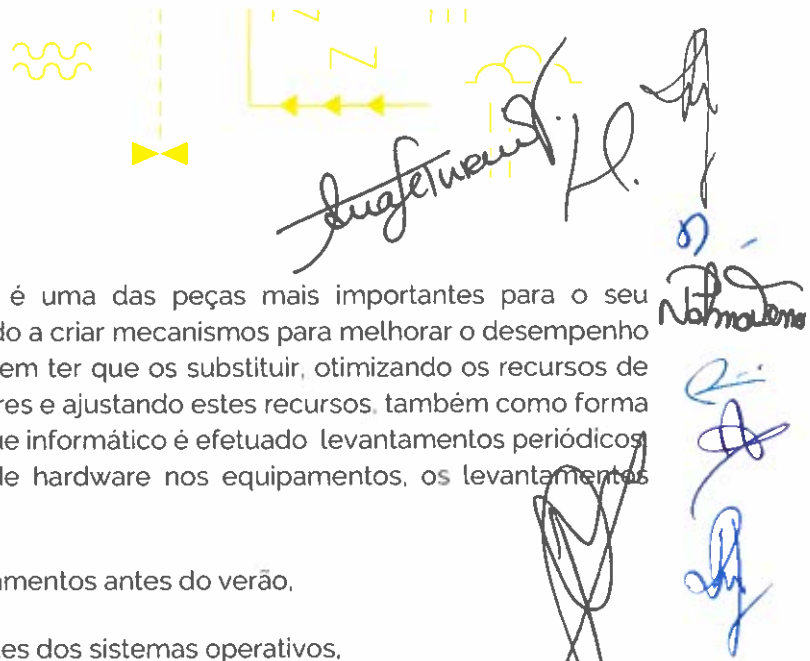 é uma das peças mais importantes para o seu
do a criar mecanismos para melhorar o desempenho
em ter que os substituir, otimizando os recursos de
res e ajustando estes recursos, também como forma
ue informático é efetuado levantamentos periódicos
de hardware nos equipamentos, os levantamentos
amentos antes do verão,
es dos sistemas operativos,